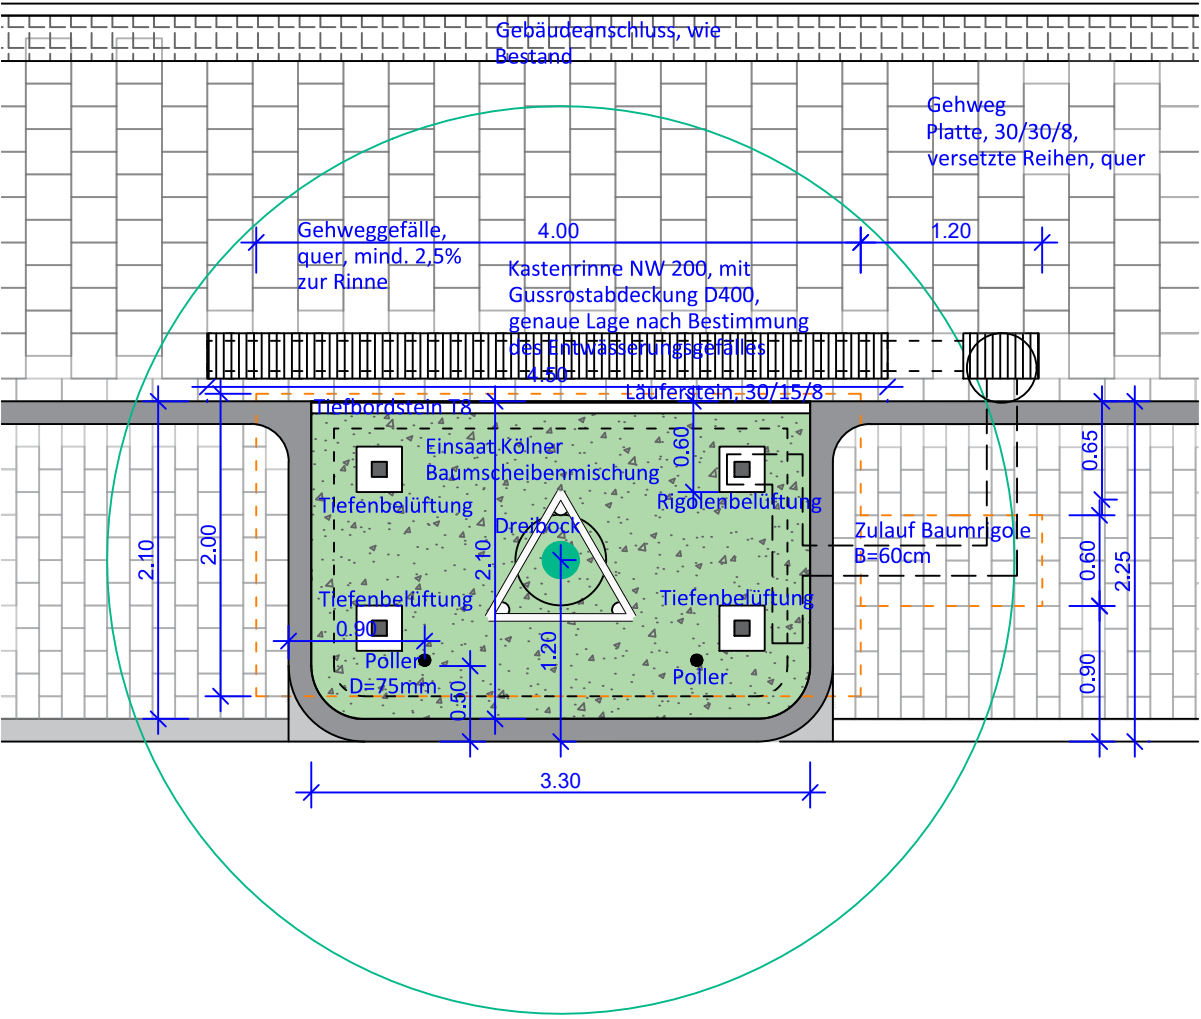 Gebäudeanschluss, wie
Bestand
Gehweg
Platte, 30/30/8,
versetzte Reihen, quer
Gehweggefälle,
quer, mind. 2,5%
zur Rinne
4.00
1.20
Kastenrinne NW 200, mit
Gussrostabdeckung D400,
genaue Lage nach Bestimmung
des Entwässerungsgefälles
4.50
Läuferstein, 30/15/8
Tiefbordstein T8
Einsaat Kölner
Baumscheibenmischung
0.60
0.65
Tiefenbelüftung
Rigolenbelüftung
Dreibock
Zulauf Baumrigole
B=60cm
2.10
2.00
2.10
0.60
2.25
Tiefenbelüftung
Tiefenbelüftung
0.90
1.20
Poller
D=75mm
Poller
0.50
0.90
3.30